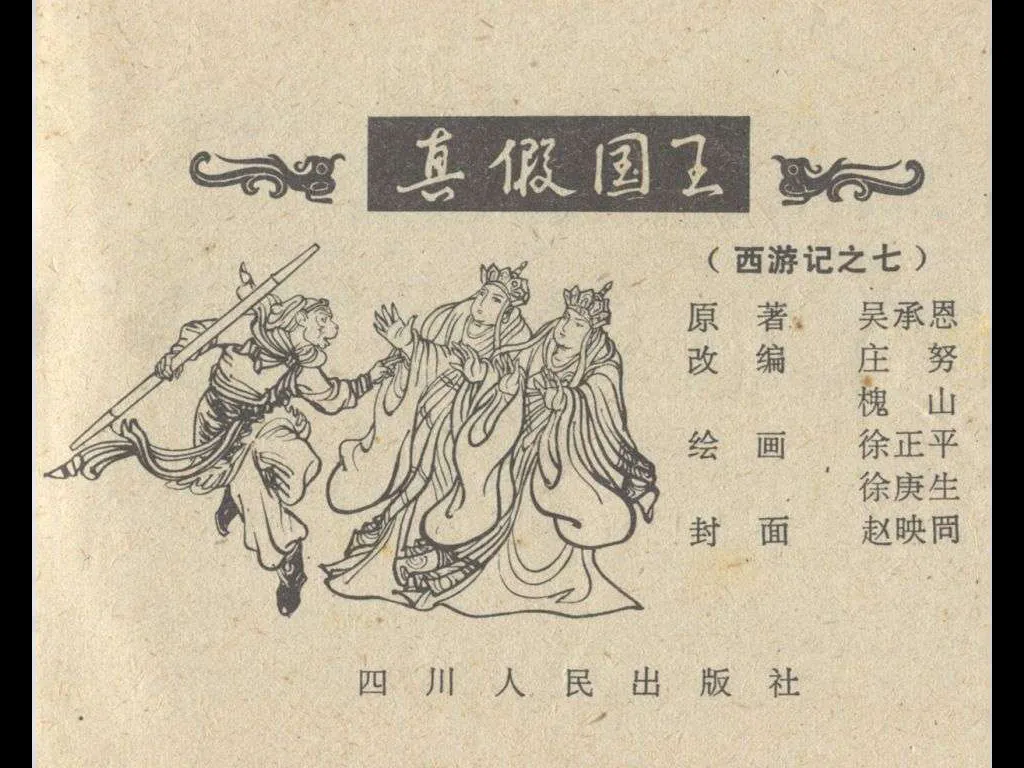 真假国王
（西游记之七）
原 著 吴承恩
改 编 庄 努
槐 山
绘 画 徐正平
徐庚生
封 面 赵映岡
四川人民出版社